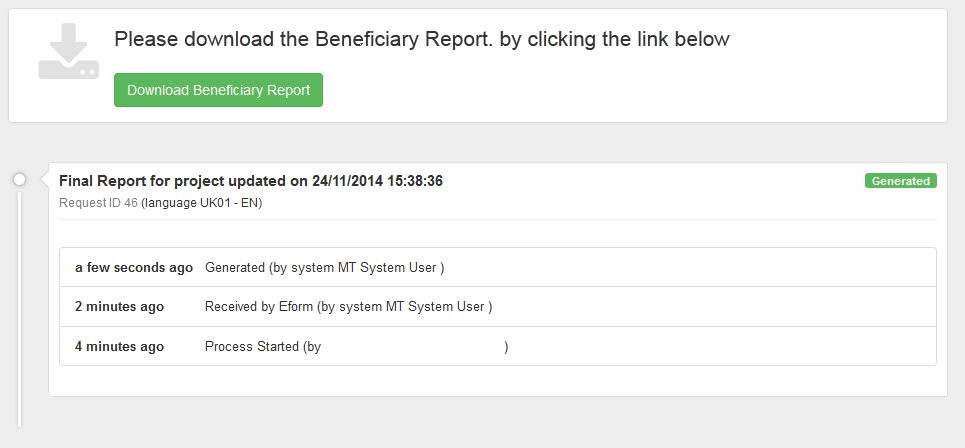 Please download the Beneficiary Report. by clicking the link below
Download Beneficiary Report
Final Report for project updated on 24/11/2014 15:38:36
Generated
Request ID 46 (language UK01 - EN)
a few seconds ago Generated (by system MT System User )
2 minutes ago Received by Eform (by system MT System User )
4 minutes ago Process Started (by )